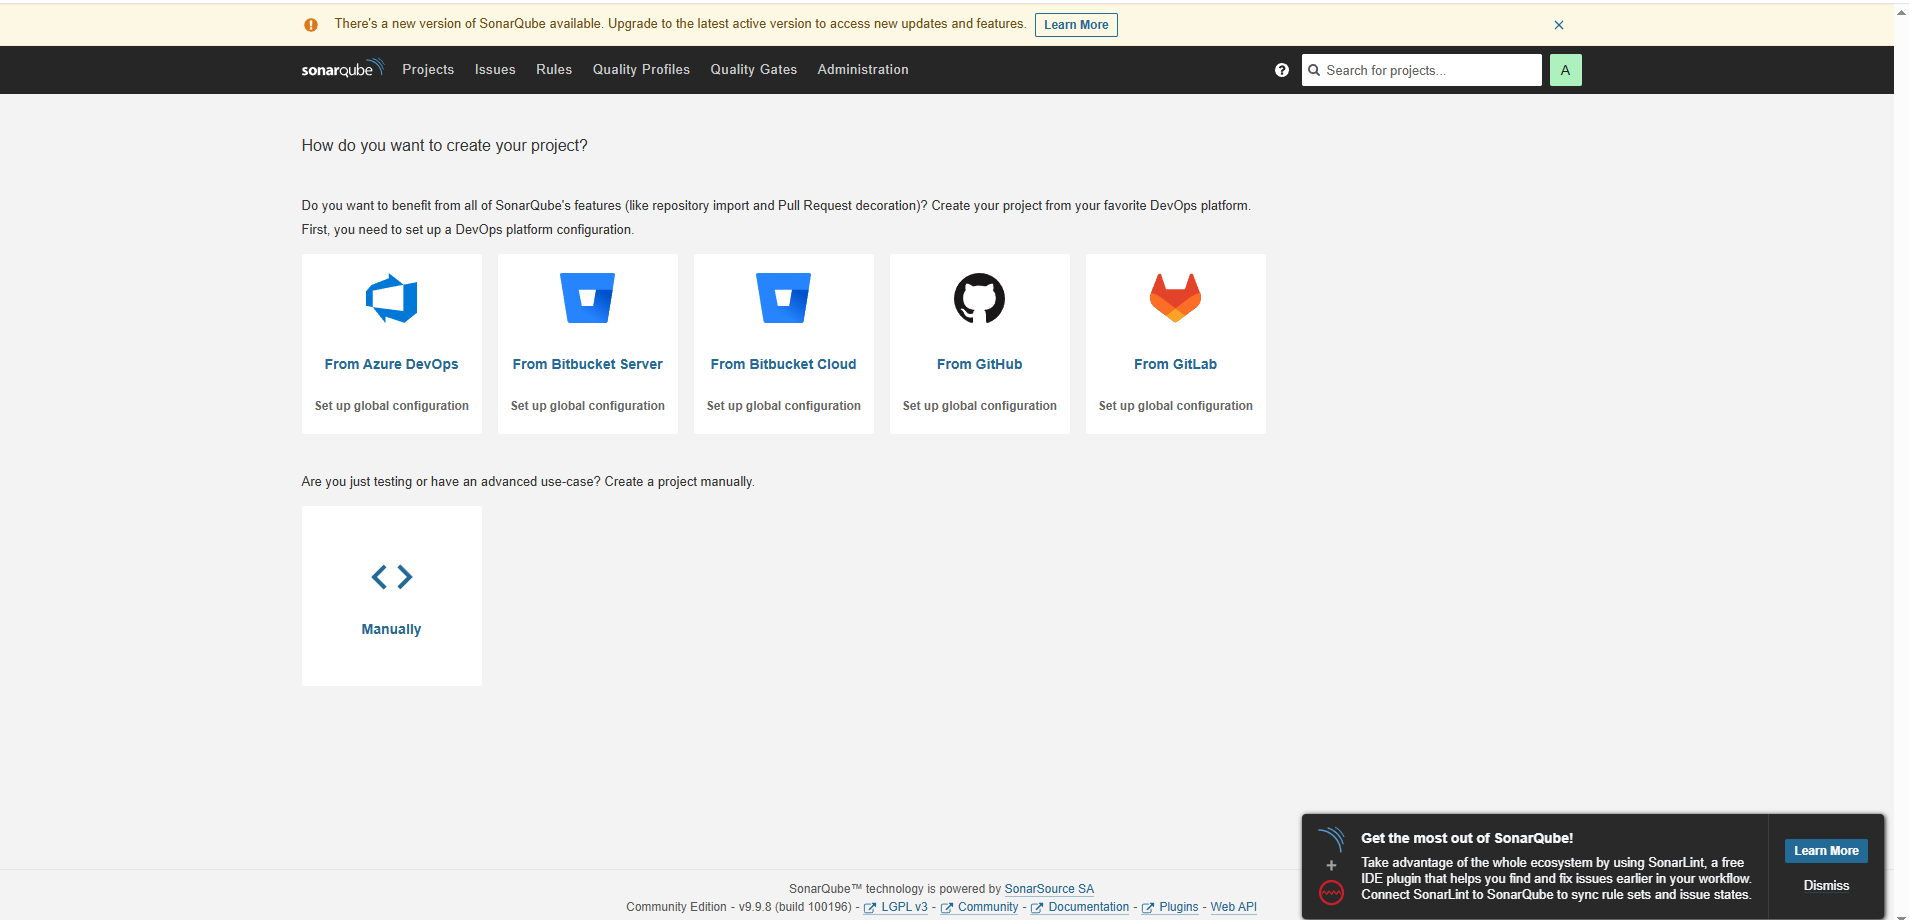 There's a new version of SonarQube available. Upgrade to the latest active version to access new updates and features. Learn More
sonarqube Projects Issues Rules Quality Profiles Quality Gates Administration Search for projects... A
How do you want to create your project?
Do you want to benefit from all of SonarQube's features (like repository import and Pull Request decoration)? Create your project from your favorite DevOps platform.
First, you need to set up a DevOps platform configuration.
From Azure DevOps From Bitbucket Server From Bitbucket Cloud From GitHub From GitLab
Set up global configuration Set up global configuration Set up global configuration Set up global configuration Set up global configuration
Are you just testing or have an advanced use-case? Create a project manually.
Manually
Get the most out of SonarQube!
Take advantage of the whole ecosystem by using SonarLint, a free
IDE plugin that helps you find and fix issues earlier in your workflow.
Connect SonarLint to SonarQube to sync rule sets and issue states.
Learn More
Dismiss
SonarQube™ technology is powered by SonarSource SA
Community Edition - v9.9.8 (build 100196) - LGPL v3 - Community - Documentation - Plugins - Web API